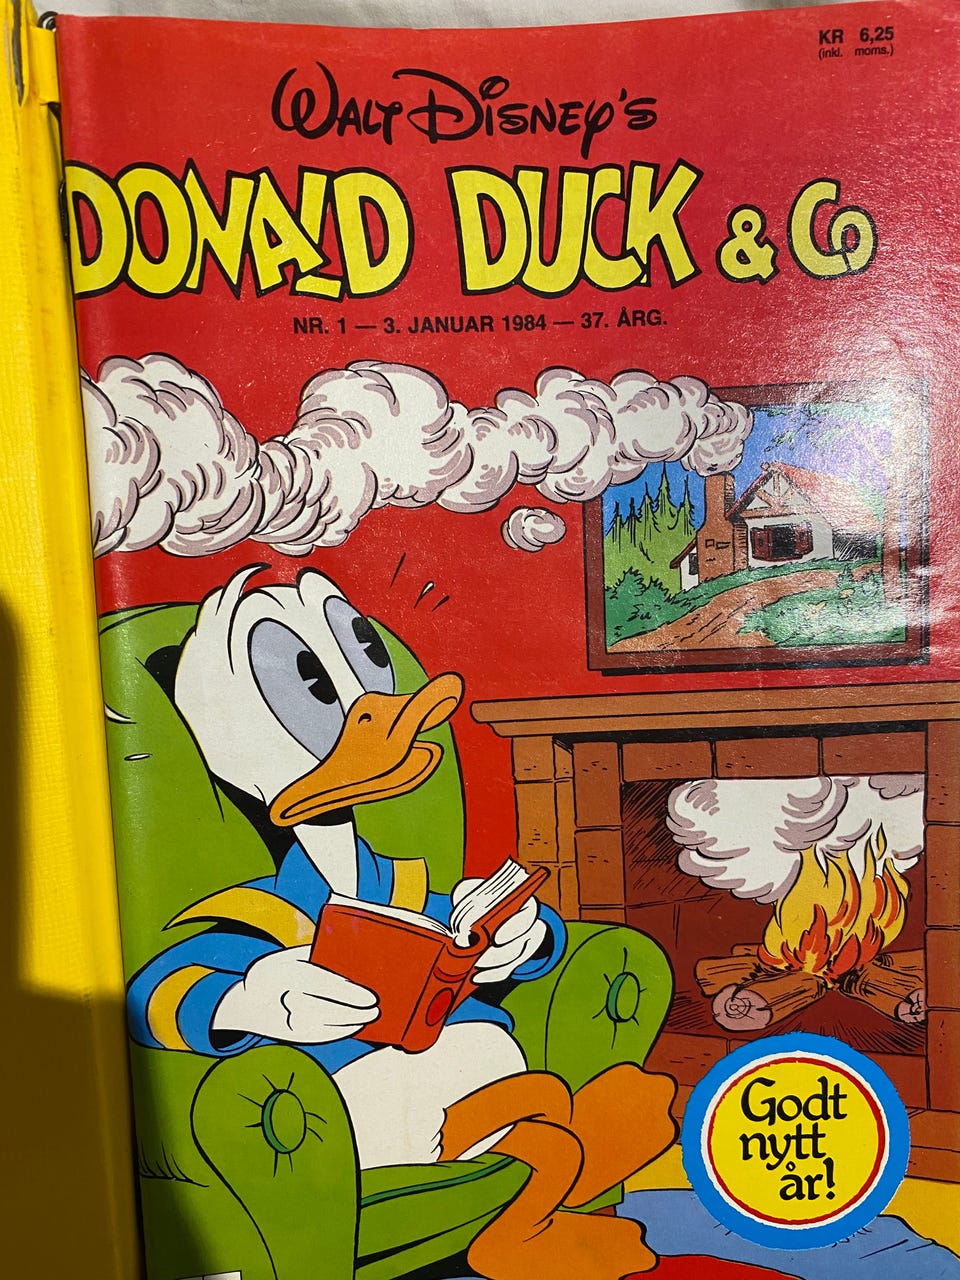 KR 6,25
(inkl. moms.)
WALT DISNEY'S
DONALD DUCK & Co
NR. 1 — 3. JANUAR 1984 — 37. ÅRG.
Godt
nytt
år!